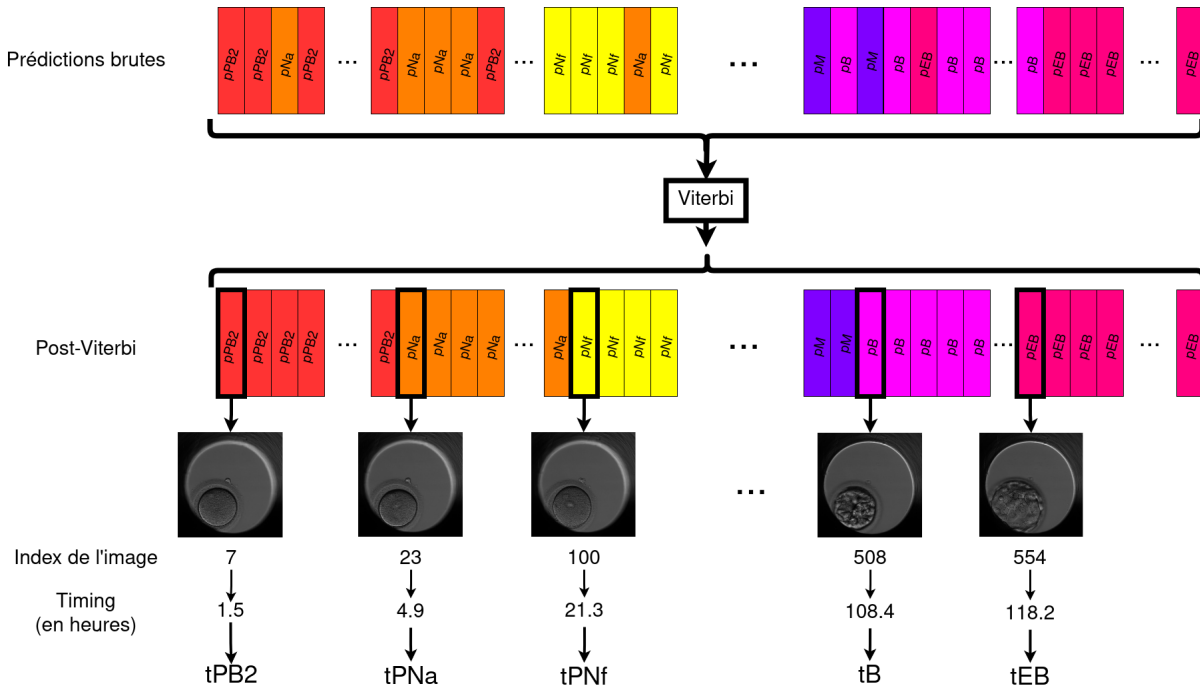 Prédictions brutes
pPB2 pPB2 pNa pPB2 ... pPB2 pNa pNa pNa pPB2 ... pNf pNf pNf pNa pNf ... pM pB pM pB pEB pB pB ... pB pEB pEB pEB ... pEB
Viterbi
Post-Viterbi
pPB2 pPB2 pPB2 pPB2 ... pPB2 pNa pNa pNa pNa ... pNa pNf pNf pNf pNf ... pM pM pB pB pB pB pB ... pEB pEB pEB pEB ... pEB
...
Index de l'image 7 23 100 508 554
Timing
(en heures) 1.5 4.9 21.3 108.4 118.2
tPB2 tPNa tPNf tB tEB